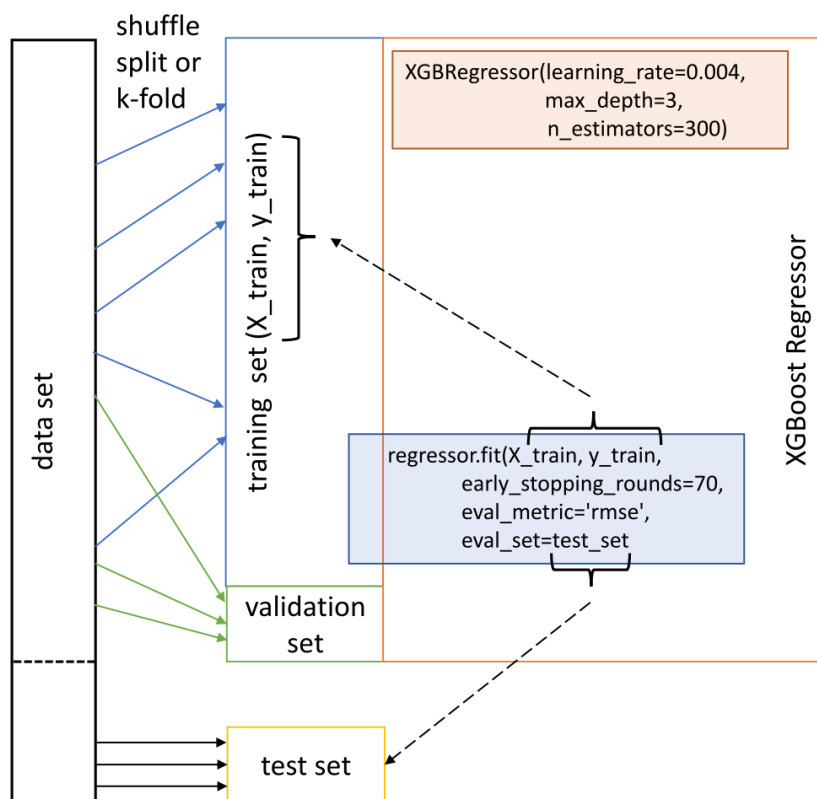 shuffle
split or
k-fold
data set
training set (X_train, y_train)
XGBRegressor(learning_rate=0.004,
max_depth=3,
n_estimators=300)
XGBoost Regressor
regressor.fit(X_train, y_train,
early_stopping_rounds=70,
eval_metric='rmse',
eval_set=test_set
validation
set
test set